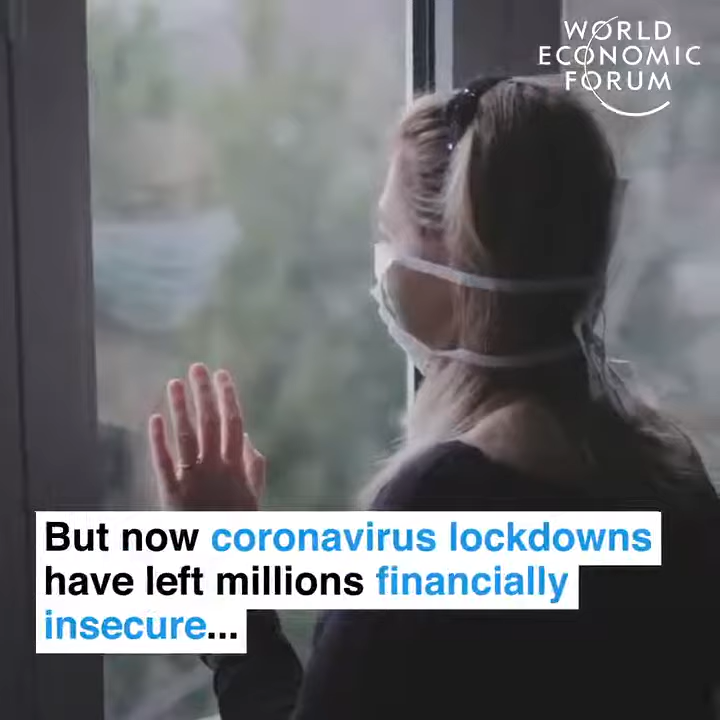 WORLD
ECONOMIC
FORUM
But now coronavirus lockdowns
have left millions financially
insecure...